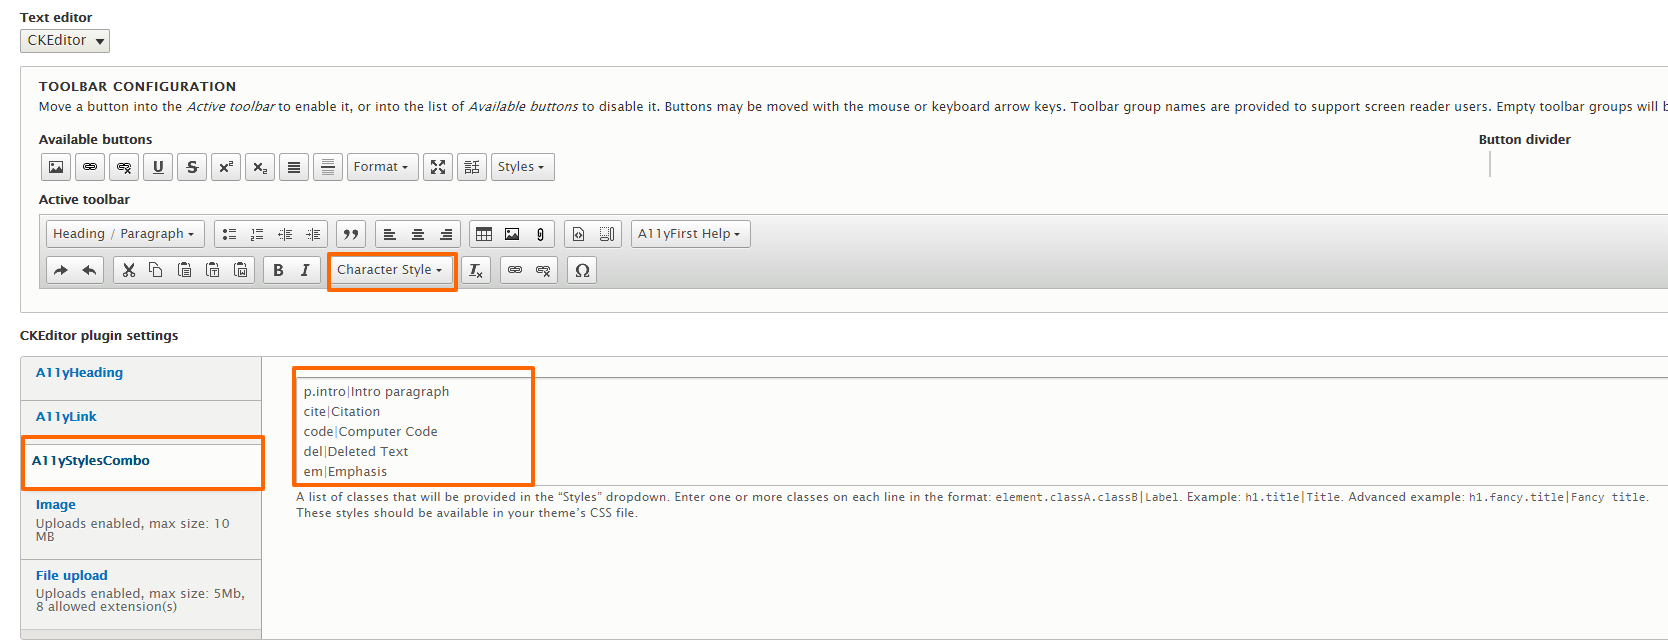 Text editor
CKEditor
TOOLBAR CONFIGURATION
Move a button into the Active toolbar to enable it, or into the list of Available buttons to disable it. Buttons may be moved with the mouse or keyboard arrow keys. Toolbar group names are provided to support screen reader users. Empty toolbar groups will b
Available buttons
Button divider
U S x² x₂ Format Styles
Active toolbar
Heading / Paragraph A11yFirst Help
B I Character Style Tx Ω
CKEditor plugin settings
A11yHeading
A11yLink
A11yStylesCombo
Image
Uploads enabled, max size: 10
MB
File upload
Uploads enabled, max size: 5Mb,
8 allowed extension(s)
p.intro|Intro paragraph
cite|Citation
code|Computer Code
del|Deleted Text
em|Emphasis
A list of classes that will be provided in the “Styles” dropdown. Enter one or more classes on each line in the format: element.classA.classB|Label. Example: h1.title|Title. Advanced example: h1.fancy.title|Fancy title.
These styles should be available in your theme’s CSS file.